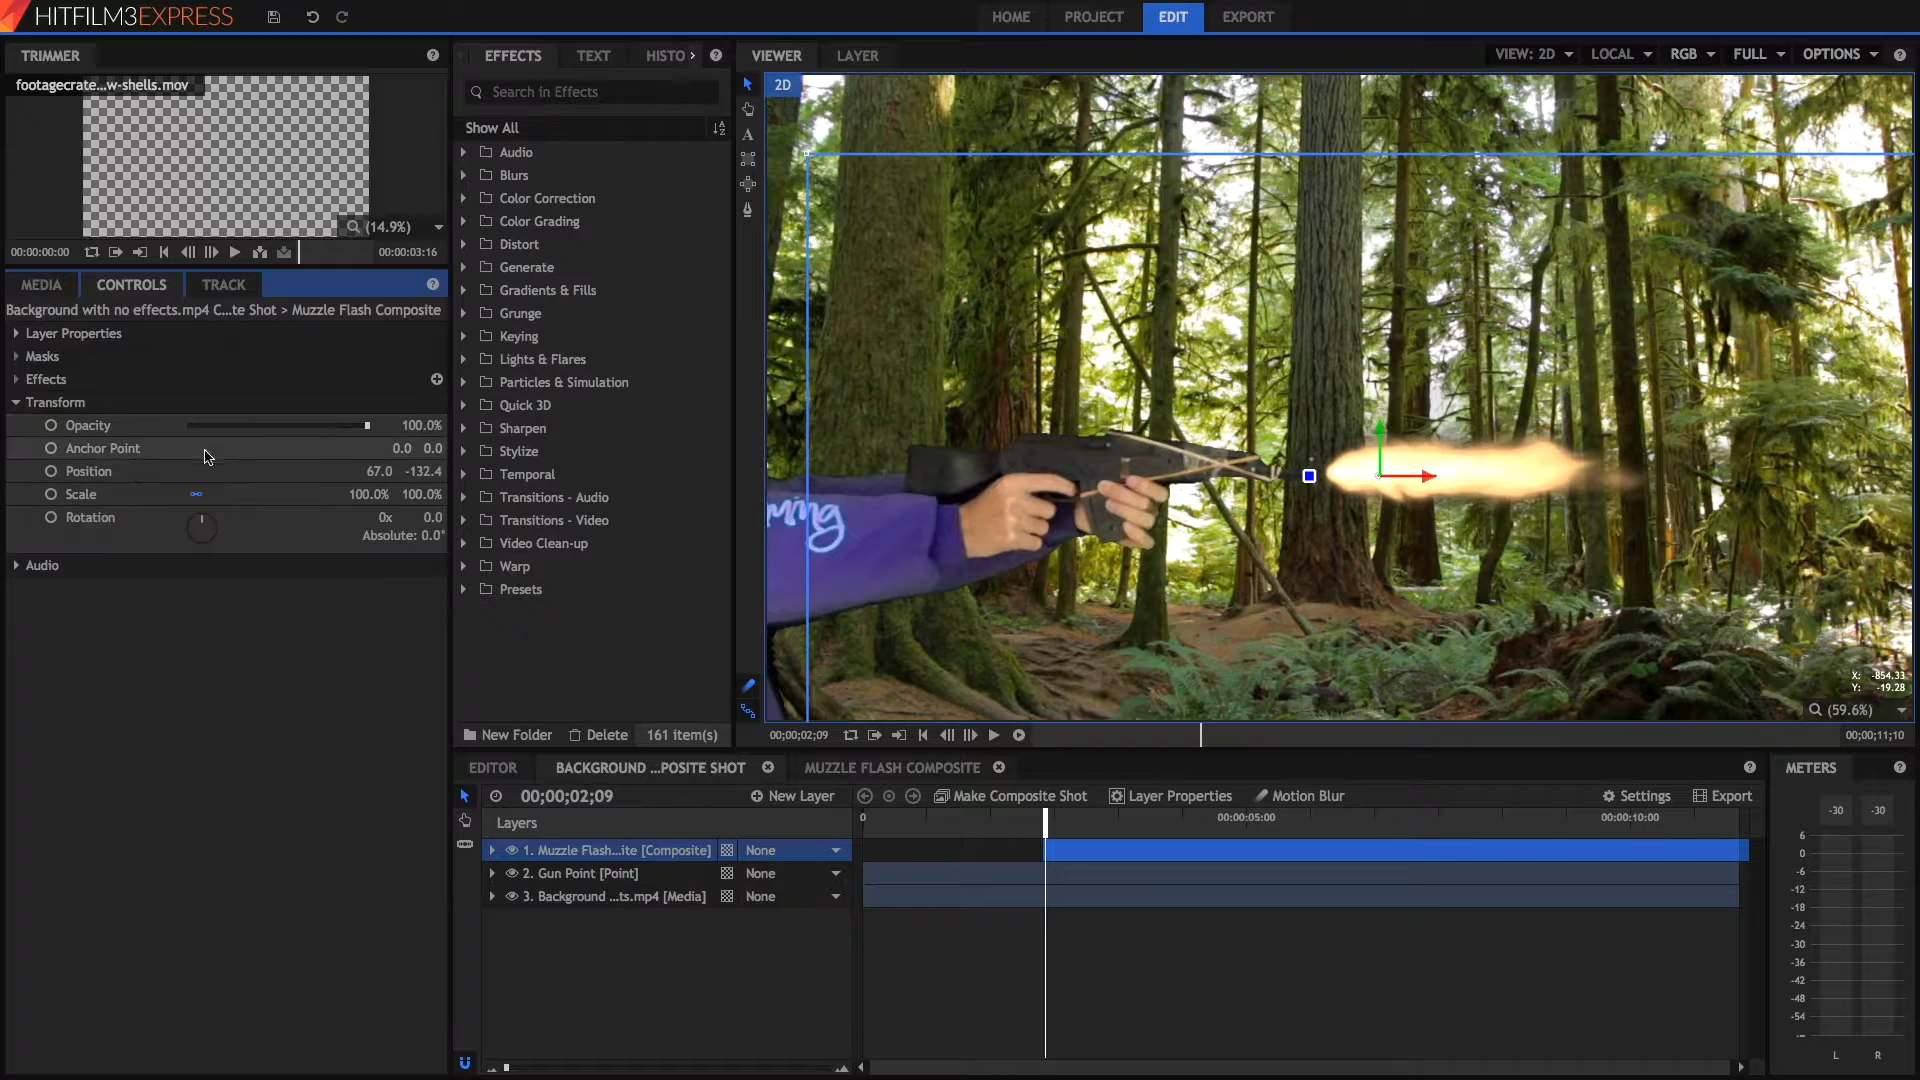 HITFILM3EXPRESS
HOME PROJECT EDIT EXPORT
TRIMMER
footagecrate...w-shells.mov
(14.9%)
00:00:00:00 00:00:03:16
MEDIA CONTROLS TRACK
Background with no effects.mp4 C...te Shot > Muzzle Flash Composite
Layer Properties
Masks
Effects
Transform
Opacity 100.0%
Anchor Point 0.0 0.0
Position 67.0 -132.4
Scale 100.0% 100.0%
Rotation 0x 0.0
Absolute: 0.0°
Audio
EFFECTS TEXT HISTO
Search in Effects
Show All
Audio
Blurs
Color Correction
Color Grading
Distort
Generate
Gradients & Fills
Grunge
Keying
Lights & Flares
Particles & Simulation
Quick 3D
Sharpen
Stylize
Temporal
Transitions - Audio
Transitions - Video
Video Clean-up
Warp
Presets
New Folder Delete 161 item(s)
VIEWER LAYER VIEW: 2D LOCAL RGB FULL OPTIONS
2D
X: -854.33
Y: -19.28
(59.6%)
00;00;02;09 00;00;11;10
EDITOR BACKGROUND ...POSITE SHOT MUZZLE FLASH COMPOSITE
00;00;02;09 New Layer Make Composite Shot Layer Properties Motion Blur Settings Export
Layers 0 00:00:05:00 00:00:10:00
1. Muzzle Flash...ite [Composite] None
2. Gun Point [Point] None
3. Background ...ts.mp4 [Media] None
METERS
-30 -30
6
0
-6
-12
-18
-24
-30
-36
-42
-48
-54
L R